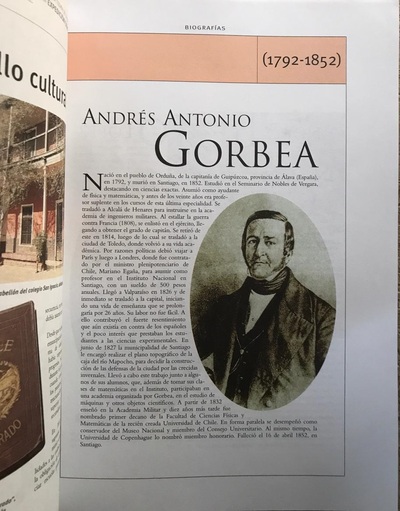 BIOGRAFÍAS
llo cultura
(1792-1852)
ANDRÉS ANTONIO
GORBEA
Nació en el pueblo de Orduña, de la capitanía de Guipúzcoa, provincia de Álava (España),
en 1792, y murió en Santiago, en 1852. Estudió en el Seminario de Nobles de Vergara,
destacando en ciencias exactas. Asumió como ayudante
de física y matemáticas, y antes de los veinte años era profe-
sor suplente en los cursos de esta última especialidad. Se
trasladó a Alcalá de Henares para instruirse en la aca-
demia de ingenieros militares. Al estallar la guerra
contra Francia (1808), se enlistó en el ejército, lle-
gando a obtener el grado de capitán. Se retiró de
este en 1814, luego de lo cual se trasladó a la
ciudad de Toledo, donde volvió a su vida aca-
démica. Por razones políticas debió viajar a
París y luego a Londres, donde fue contrata-
do por el ministro plenipotenciario de
Chile, Mariano Egaña, para asumir como
profesor en el Instituto Nacional en
Santiago, con un sueldo de 500 pesos
anuales. Llegó a Valparaíso en 1826 y de
inmediato se trasladó a la capital, inician-
do una vida de enseñanza que se prolonga-
ría por 26 años. Su labor no fue fácil. A
ello contribuyó el fuerte resentimiento
que aún existía en contra de los españoles
y el poco interés que prestaban los estu-
diantes a las ciencias experimentales. En
junio de 1827 la municipalidad de Santiago
le encargó realizar el plano topográfico de la
caja del río Mapocho, para decidir la construc-
ción de las defensas de la ciudad por las crecidas
invernales. Llevó a cabo este trabajo junto a algu-
nos de sus alumnos, que, además de tomar sus cla-
ses de matemáticas en el Instituto, participaban en
una academia organizada por Gorbea, en el estudio de
máquinas y otros objetos científicos. A partir de 1832
enseñó en la Academia Militar y diez años más tarde fue
nombrado primer decano de la Facultad de Ciencias Físicas y
Matemáticas de la recién creada Universidad de Chile. En forma paralela se desempeñó como
conservador del Museo Nacional y miembro del Consejo Universitario. Al mismo tiempo, la
Universidad de Copenhague lo nombró miembro honorario. Falleció el 16 de abril 1852, en
Santiago.